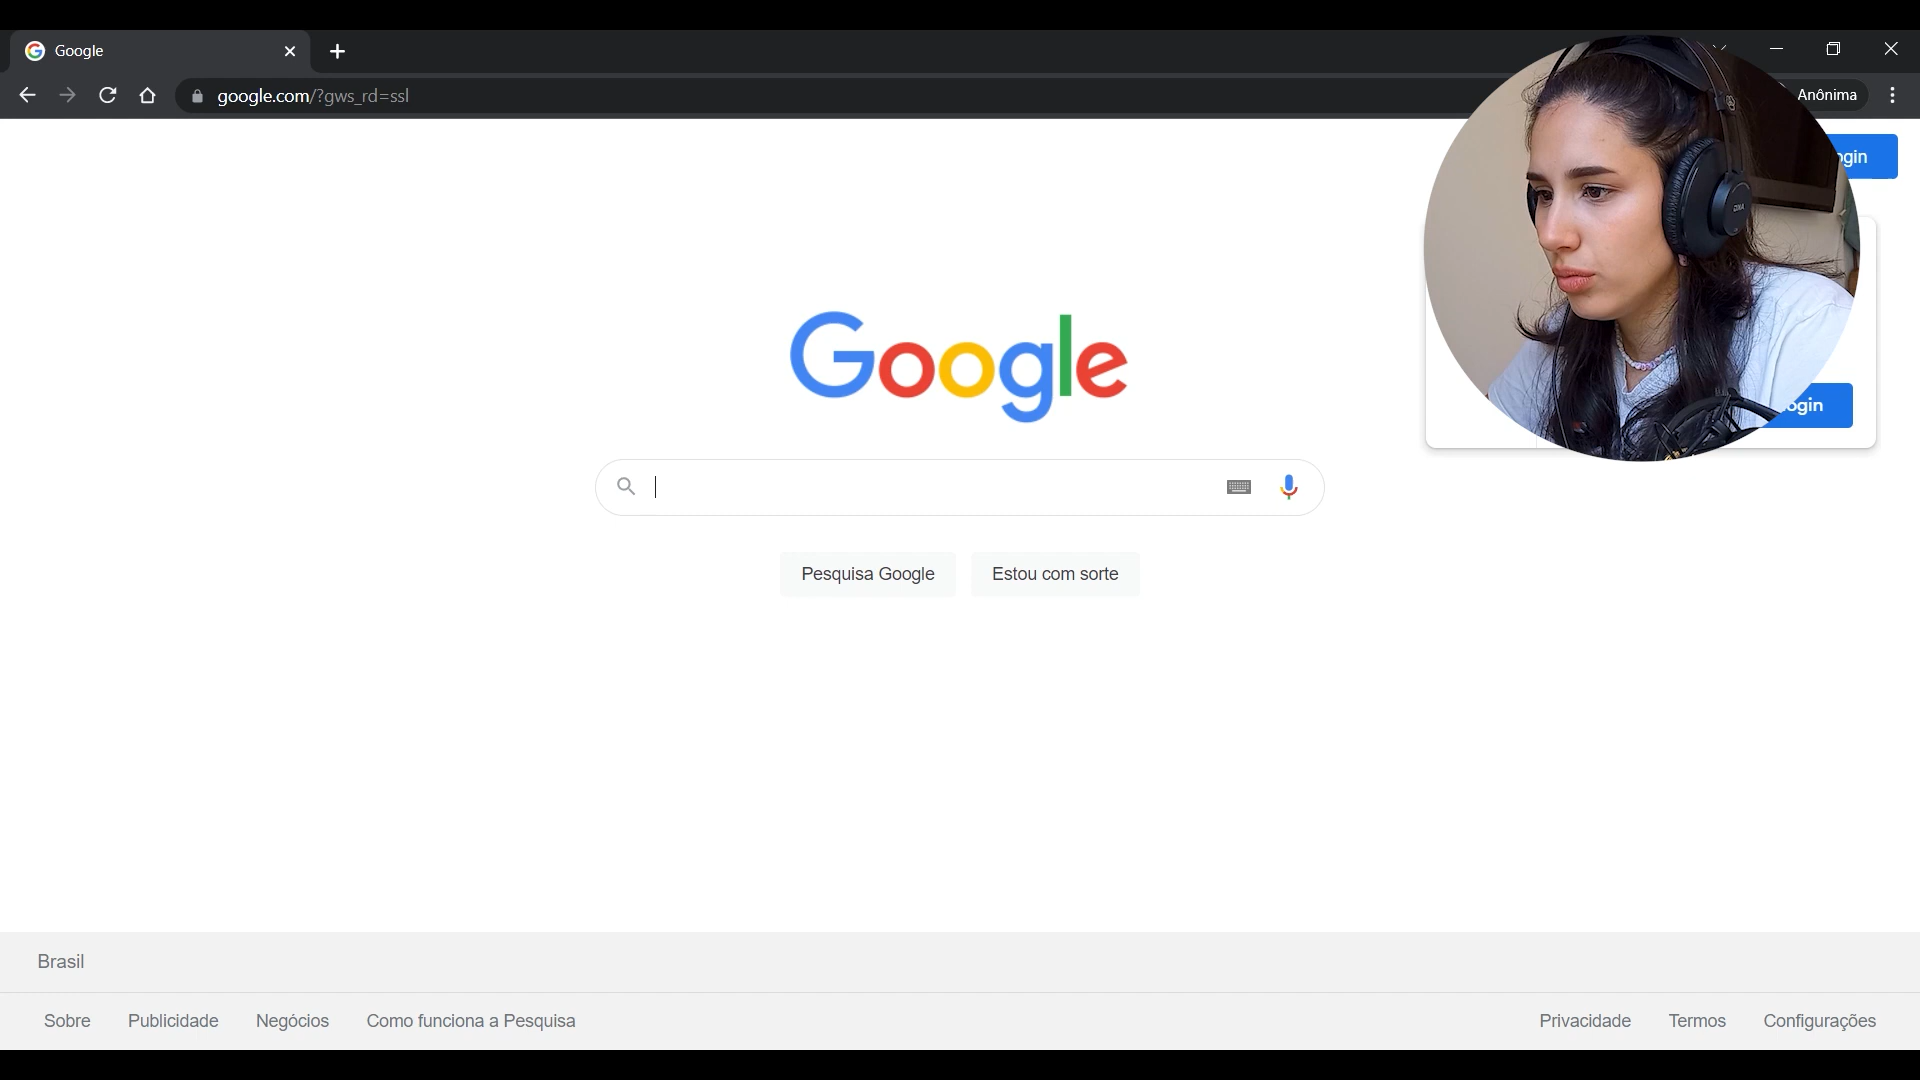 Google
google.com/?gws_rd=ssl
Anônima
Google
Pesquisa Google
Estou com sorte
Brasil
Sobre
Publicidade
Negócios
Como funciona a Pesquisa
Privacidade
Termos
Configurações